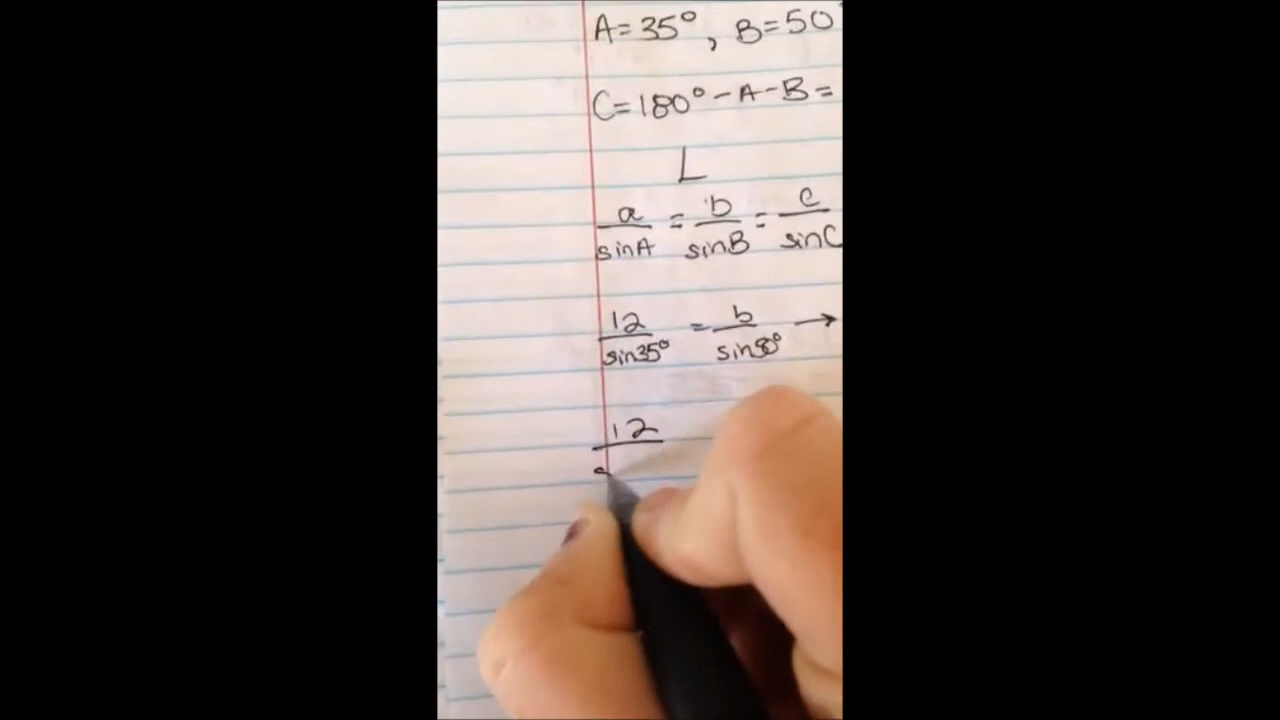 A=35°, B=50
C=180°-A-B=
L
a/sinA = b/sinB = c/sinC
12/sin35° = b/sin50° →
12